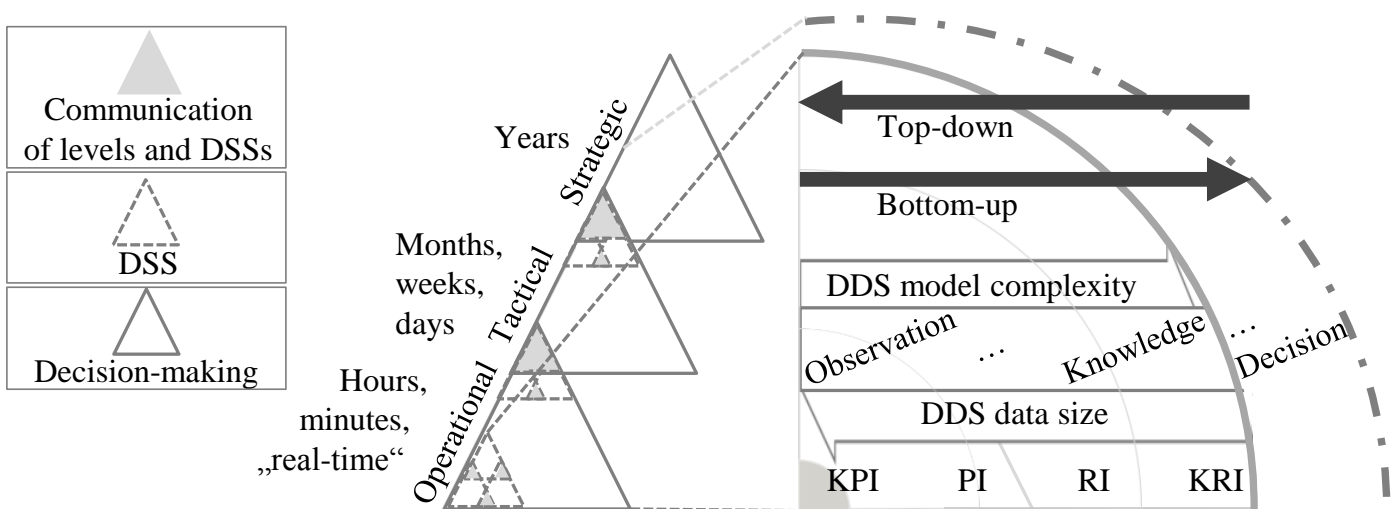 Communication
of levels and DSSs
DSS
Decision-making
Years
Strategic
Months,
weeks,
days
Tactical
Hours,
minutes,
„real-time“
Operational
Top-down
Bottom-up
DDS model complexity
Observation
…
Knowledge
…
Decision
DDS data size
KPI
PI
RI
KRI